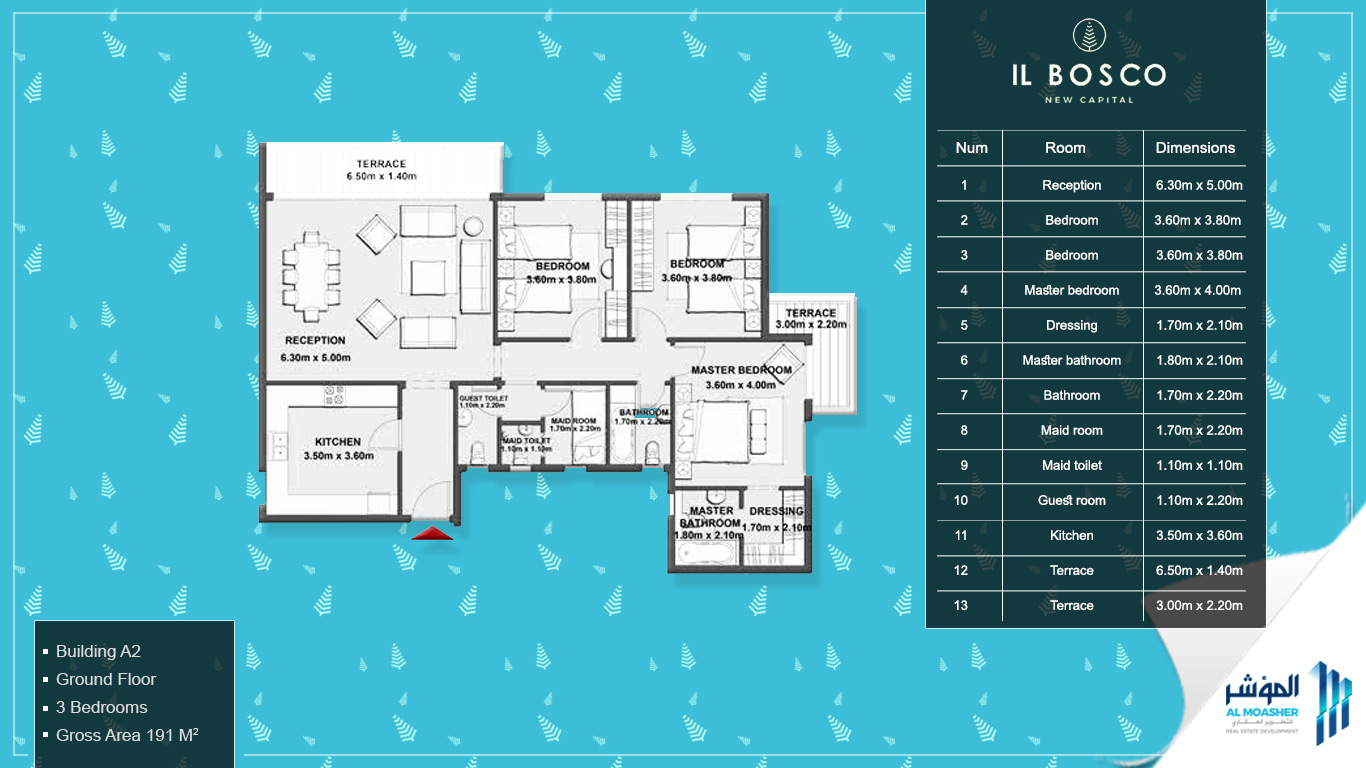 IL BOSCO
NEW CAPITAL
Num Room Dimensions
1 Reception 6.30m x 5.00m
2 Bedroom 3.60m x 3.80m
3 Bedroom 3.60m x 3.80m
4 Master bedroom 3.60m x 4.00m
5 Dressing 1.70m x 2.10m
6 Master bathroom 1.80m x 2.10m
7 Bathroom 1.70m x 2.20m
8 Maid room 1.70m x 2.20m
9 Maid toilet 1.10m x 1.10m
10 Guest room 1.10m x 2.20m
11 Kitchen 3.50m x 3.60m
12 Terrace 6.50m x 1.40m
13 Terrace 3.00m x 2.20m
TERRACE
6.50m x 1.40m
BEDROOM
3.60m x 3.80m
BEDROOM
3.60m x 3.80m
TERRACE
3.00m x 2.20m
RECEPTION
6.30m x 5.00m
MASTER BEDROOM
3.60m x 4.00m
GUEST TOILET
1.10m x 2.20m
MAID ROOM
1.70m x 2.20m
BATHROOM
1.70m x 2.20m
MAID TOILET
1.10m x 1.10m
KITCHEN
3.50m x 3.60m
MASTER
BATHROOM
1.80m x 2.10m
DRESSING
1.70m x 2.10m
Building A2
Ground Floor
3 Bedrooms
Gross Area 191 M²
المؤشر
AL MOASHER
للتطوير العقاري
REAL ESTATE DEVELOPMENT